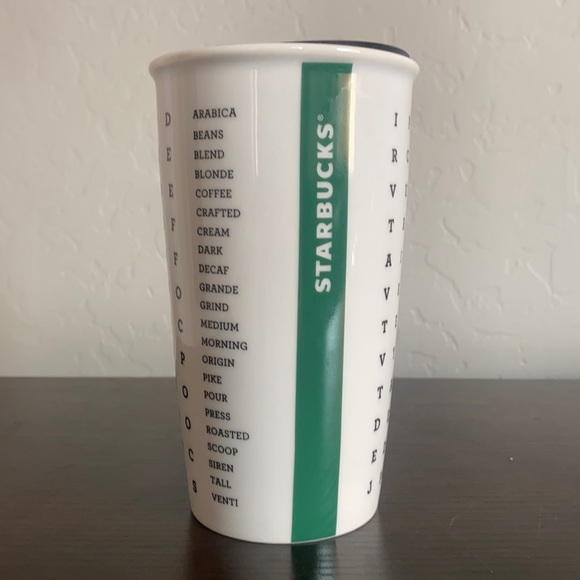 ARABICA
BEANS
BLEND
BLONDE
COFFEE
CRAFTED
CREAM
DARK
DECAF
GRANDE
GRIND
MEDIUM
MORNING
ORIGIN
PIKE
POUR
PRESS
ROASTED
SCOOP
SIREN
TALL
VENTI
STARBUCKS®
D
E
E
F
F
O
C
P
O
O
C
S
I
R
V
T
A
V
T
V
T
D
E
J